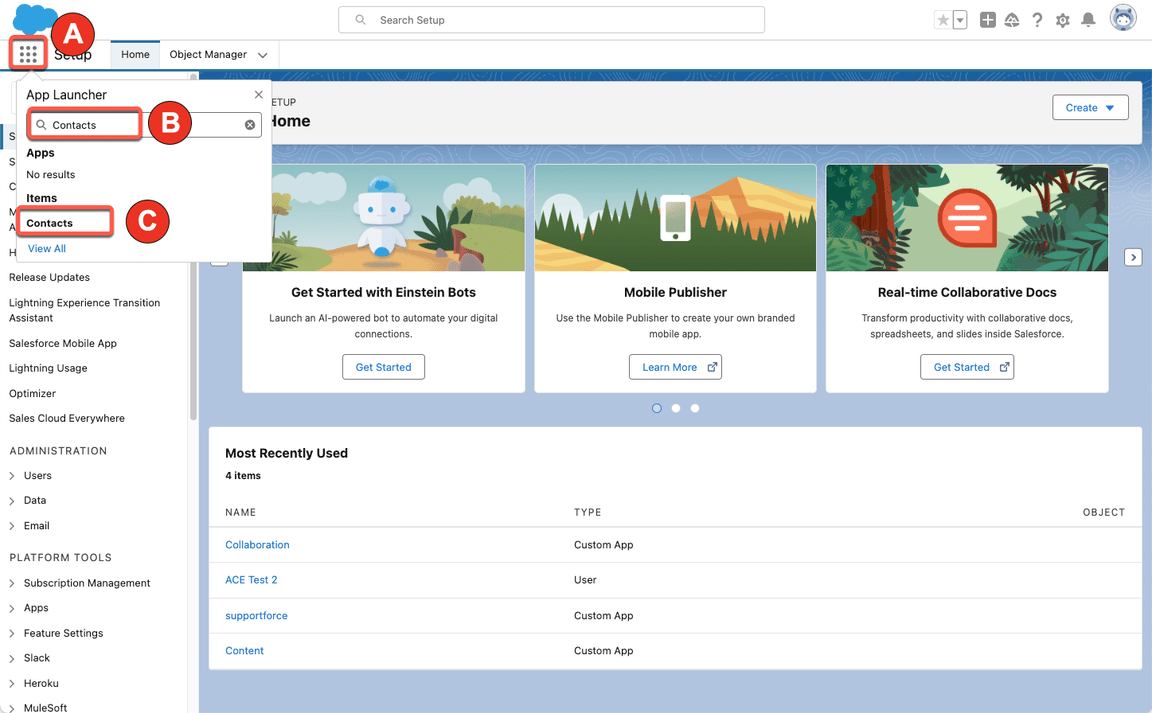 Search Setup
A
Setup
Home
Object Manager
App Launcher
Contacts
B
Apps
No results
Items
Contacts
C
View All
S
S
C
M
A
H
Release Updates
Lightning Experience Transition
Assistant
Salesforce Mobile App
Lightning Usage
Optimizer
Sales Cloud Everywhere
ADMINISTRATION
Users
Data
Email
PLATFORM TOOLS
Subscription Management
Apps
Feature Settings
Slack
Heroku
MuleSoft
ETUP
Home
Create
Get Started with Einstein Bots
Launch an AI-powered bot to automate your digital
connections.
Get Started
Mobile Publisher
Use the Mobile Publisher to create your own branded
mobile app.
Learn More
Real-time Collaborative Docs
Transform productivity with collaborative docs,
spreadsheets, and slides inside Salesforce.
Get Started
Most Recently Used
4 items
NAME TYPE OBJECT
Collaboration Custom App
ACE Test 2 User
supportforce Custom App
Content Custom App